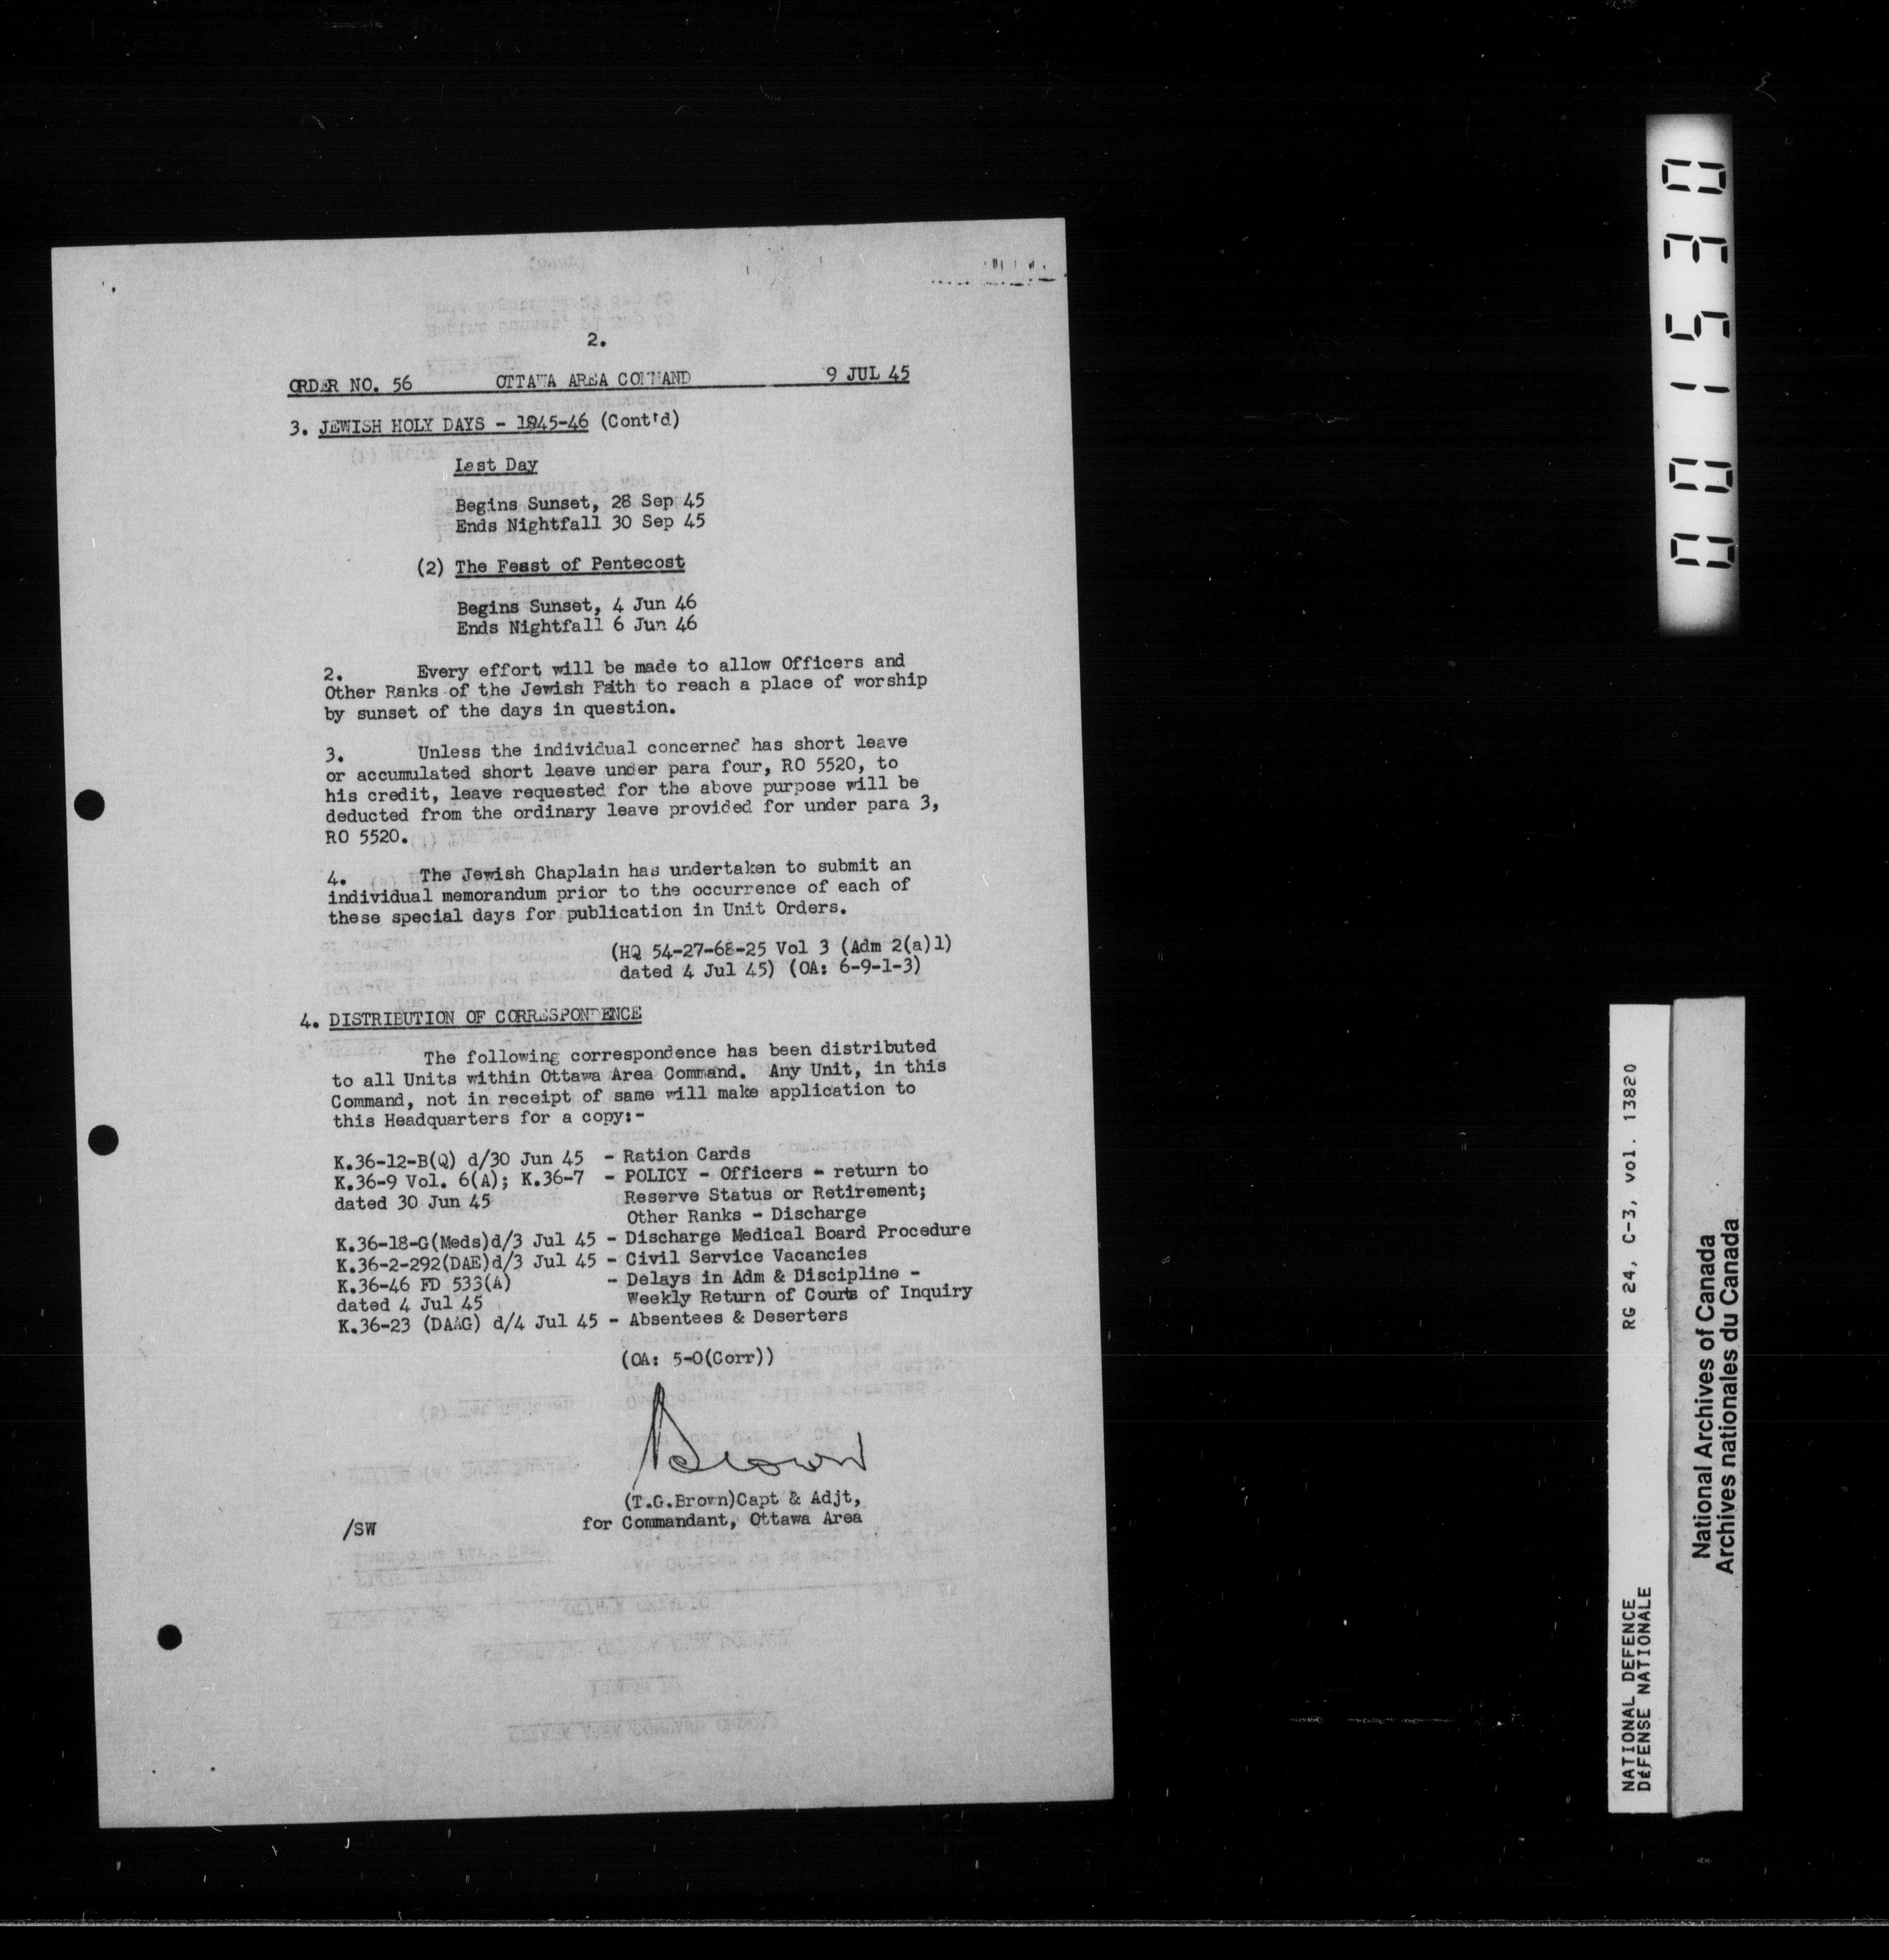 2.
ORDER NO. 56 OTTAWA AREA COMMAND 9 JUL 45
3. JEWISH HOLY DAYS - 1945-46 (Cont'd)
Last Day
Begins Sunset, 28 Sep 45
Ends Nightfall 30 Sep 45
(2) The Feast of Pentecost
Begins Sunset, 4 Jun 46
Ends Nightfall 6 Jun 46
2. Every effort will be made to allow Officers and
Other Ranks of the Jewish Faith to reach a place of worship
by sunset of the days in question.
3. Unless the individual concerned has short leave
or accumulated short leave under para four, RO 5520, to
his credit, leave requested for the above purpose will be
deducted from the ordinary leave provided for under para 3,
RO 5520.
4. The Jewish Chaplain has undertaken to submit an
individual memorandum prior to the occurrence of each of
these special days for publication in Unit Orders.
(HQ 54-27-68-25 Vol 3 (Adm 2(a)1)
dated 4 Jul 45) (OA: 6-9-1-3)
4. DISTRIBUTION OF CORRESPONDENCE
The following correspondence has been distributed
to all Units within Ottawa Area Command. Any Unit, in this
Command, not in receipt of same will make application to
this Headquarters for a copy:-
K.36-12-B(Q) d/30 Jun 45 - Ration Cards
K.36-9 Vol. 6(A); K.36-7 - POLICY - Officers - return to
dated 30 Jun 45 Reserve Status or Retirement;
Other Ranks - Discharge
K.36-18-G(Meds)d/3 Jul 45 - Discharge Medical Board Procedure
K.36-2-292(DAE)d/3 Jul 45 - Civil Service Vacancies
K.36-46 FD 533(A) - Delays in Adm & Discipline -
dated 4 Jul 45 Weekly Return of Courts of Inquiry
K.36-23 (DAAG) d/4 Jul 45 - Absentees & Deserters
(OA: 5-0(Corr))
Brown
(T.G.Brown)Capt & Adjt,
/SW for Commandant, Ottawa Area
001530
NATIONAL DEFENCE RG 24, C-3, vol. 13820
DÉFENSE NATIONALE
National Archives of Canada
Archives nationales du Canada